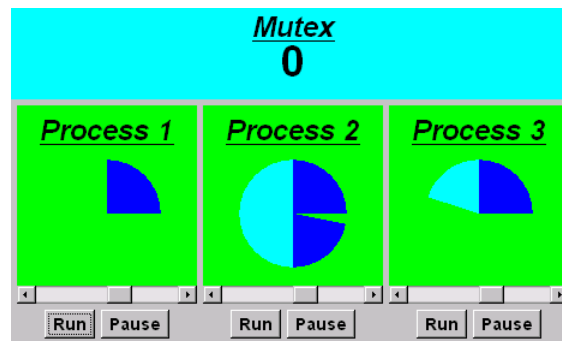 Mutex
0
Process 1 Process 2 Process 3
Run Pause Run Pause Run Pause